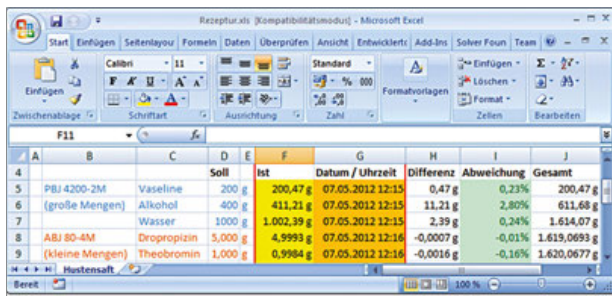 Rezeptur.xls [Kompatibilitätsmodus] - Microsoft Excel
Start Einfügen Seitenlayou Formeln Daten Überprüfen Ansicht Entwicklertc Add-Ins Solver Foun Team
Calibri 11 Standard Einfügen Σ
Einfügen F K U A A % 000 Formatvorlagen Löschen
A Format
Zwischenablage Schriftart Ausrichtung Zahl Zellen Bearbeiten
F11 fx
A B C D E F G H I J
4 Soll Ist Datum / Uhrzeit Differenz Abweichung Gesamt
5 PBJ 4200-2M Vaseline 200 g 200,47 g 07.05.2012 12:15 0,47 g 0,23% 200,47 g
6 (große Mengen) Alkohol 400 g 411,21 g 07.05.2012 12:15 11,21 g 2,80% 611,68 g
7 Wasser 1000 g 1.002,39 g 07.05.2012 12:15 2,39 g 0,24% 1.614,07 g
8 ABJ 80-4M Dropropizin 5,000 g 4,9993 g 07.05.2012 12:16 -0,0007 g -0,01% 1.619,0693 g
9 (kleine Mengen) Theobromin 1,000 g 0,9984 g 07.05.2012 12:16 -0,0016 g -0,16% 1.620,0677 g
Hustensaft
Bereit 100 %